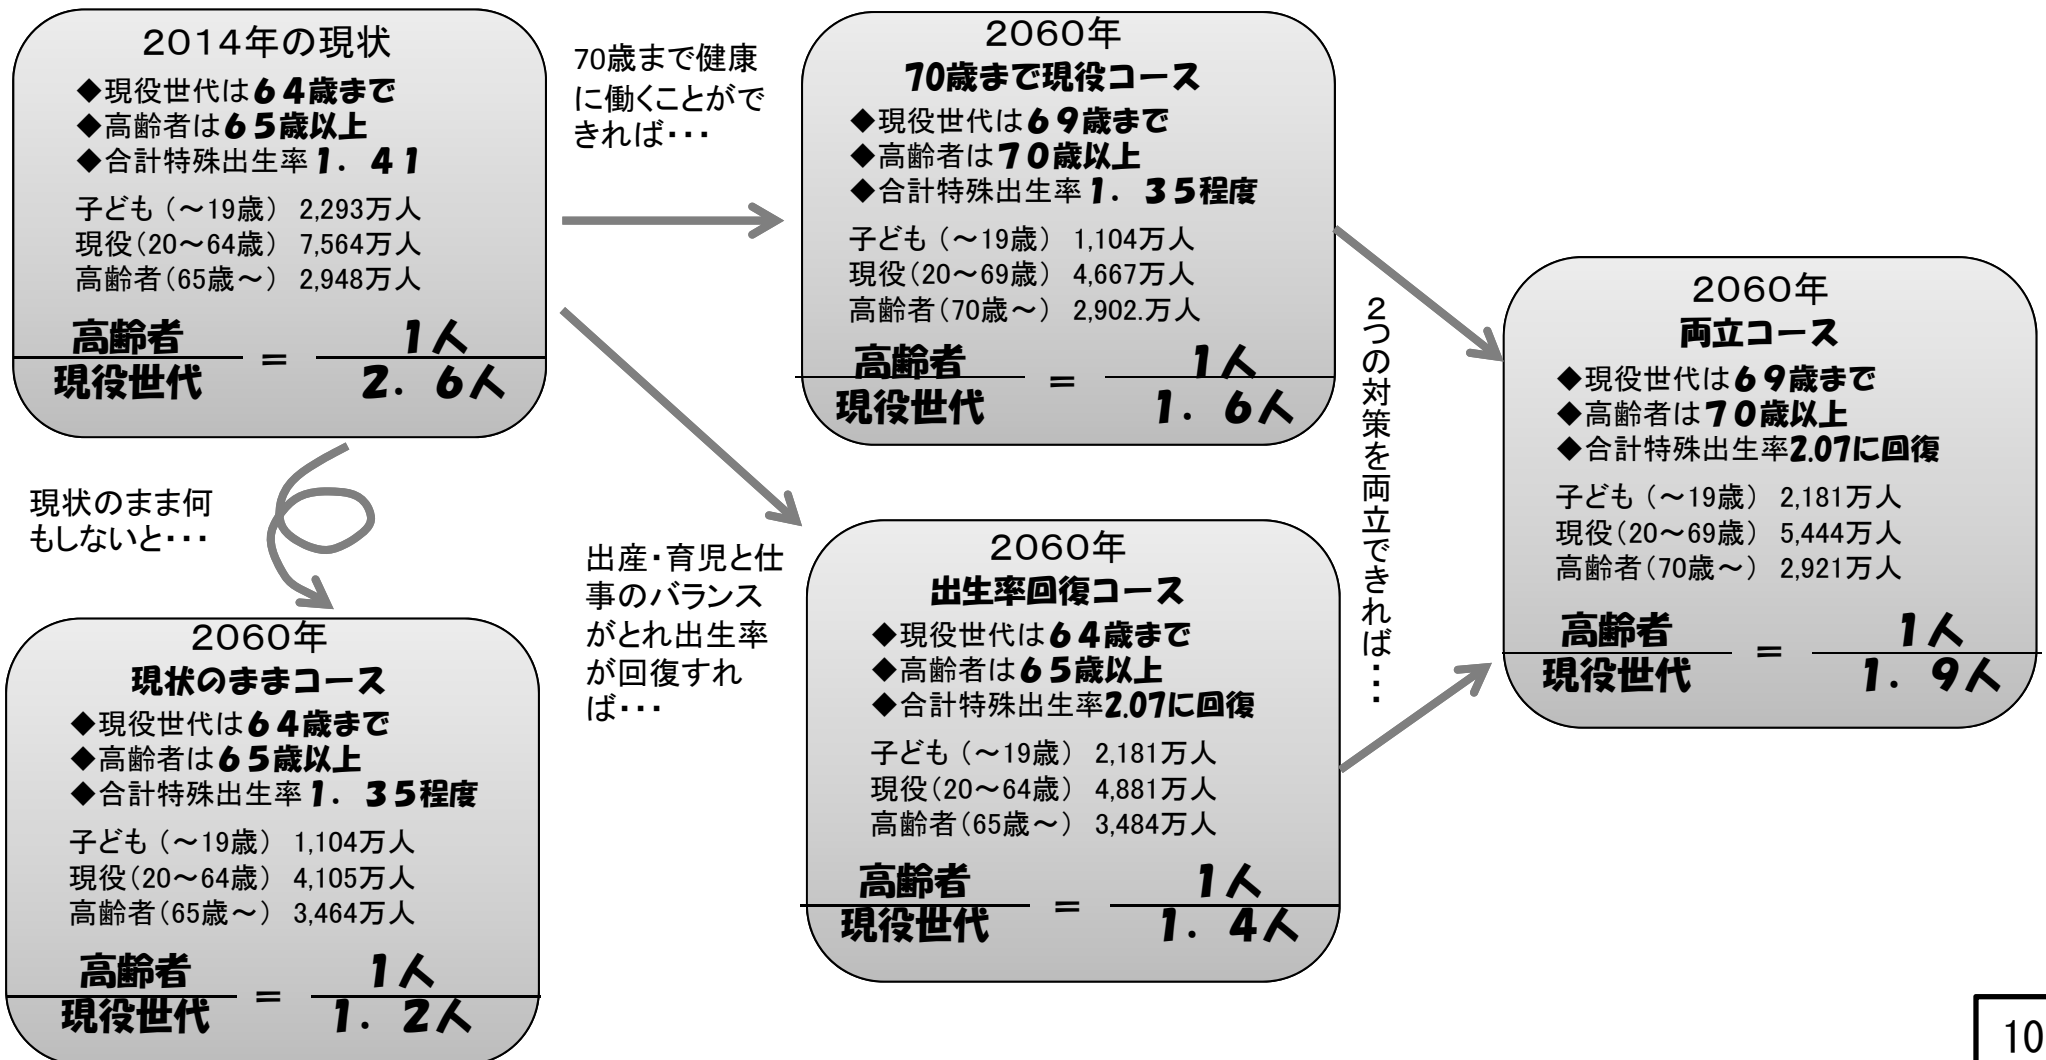 2014年の現状
◆現役世代は64歳まで
◆高齢者は65歳以上
◆合計特殊出生率1.41
子ども（～19歳） 2,293万人
現役（20～64歳） 7,564万人
高齢者（65歳～） 2,948万人
高齢者 1人
＝
現役世代 2.6人
現状のまま何
もしないと・・・
2060年
現状のままコース
◆現役世代は64歳まで
◆高齢者は65歳以上
◆合計特殊出生率1.35程度
子ども（～19歳） 1,104万人
現役（20～64歳） 4,105万人
高齢者（65歳～） 3,464万人
高齢者 1人
＝
現役世代 1.2人
70歳まで健康
に働くことがで
きれば・・・
2060年
70歳まで現役コース
◆現役世代は69歳まで
◆高齢者は70歳以上
◆合計特殊出生率1.35程度
子ども（～19歳） 1,104万人
現役（20～69歳） 4,667万人
高齢者（70歳～） 2,902.万人
高齢者 1人
＝
現役世代 1.6人
出産・育児と仕
事のバランス
がとれ出生率
が回復すれ
ば・・・
2060年
出生率回復コース
◆現役世代は64歳まで
◆高齢者は65歳以上
◆合計特殊出生率2.07に回復
子ども（～19歳） 2,181万人
現役（20～64歳） 4,881万人
高齢者（65歳～） 3,484万人
高齢者 1人
＝
現役世代 1.4人
2つの対策を両立できれば・・・
2060年
両立コース
◆現役世代は69歳まで
◆高齢者は70歳以上
◆合計特殊出生率2.07に回復
子ども（～19歳） 2,181万人
現役（20～69歳） 5,444万人
高齢者（70歳～） 2,921万人
高齢者 1人
＝
現役世代 1.9人
10